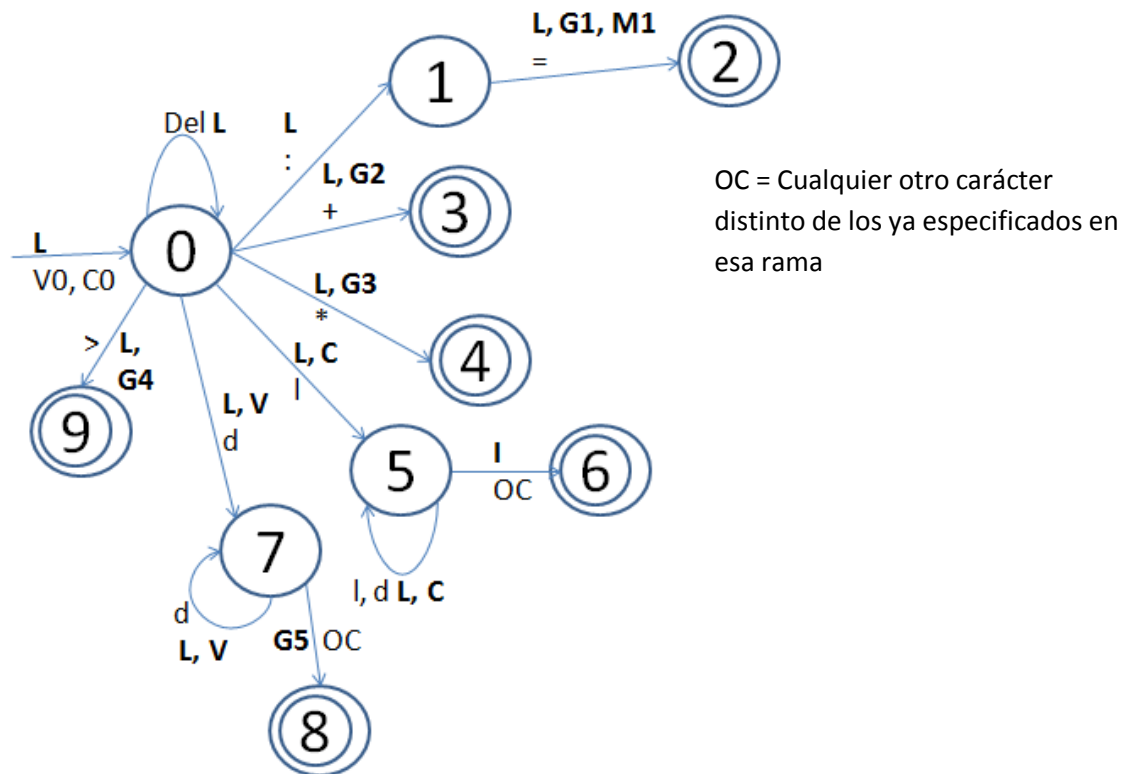 L, G1, M1
=
1
2
Del L
L
:
L, G2
+
3
OC = Cualquier otro carácter
distinto de los ya especificados en
esa rama
L
V0, C0
0
L, G3
*
4
> L,
G4
9
L, C
l
L, V
d
5
I
OC
6
7
l, d L, C
d
L, V
G5 OC
8